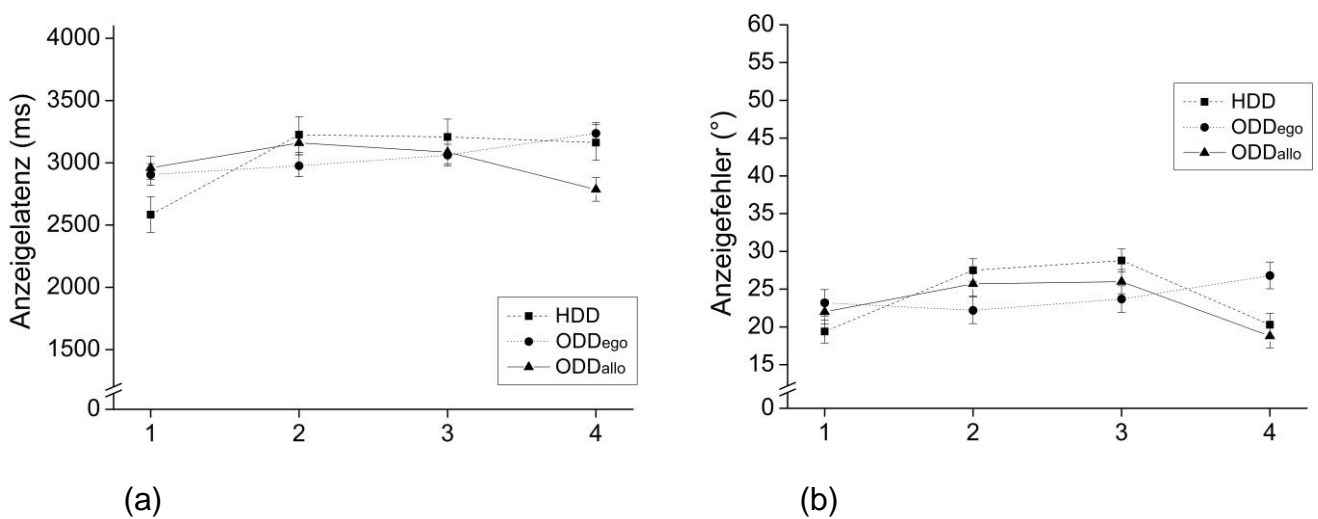 Anzeigelatenz (ms)
4000
3500
3000
2500
2000
1500
0
1 2 3 4
HDD
ODDego
ODDallo
(a)
Anzeigefehler (°)
60
55
50
45
40
35
30
25
20
15
0
1 2 3 4
HDD
ODDego
ODDallo
(b)